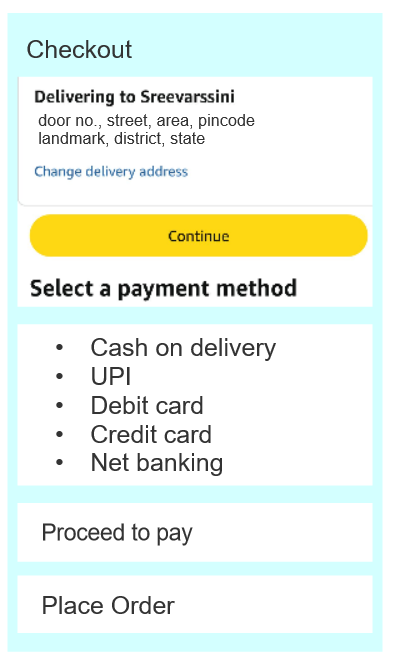 Checkout
Delivering to Sreevarssini
door no., street, area, pincode
landmark, district, state
Change delivery address
Continue
Select a payment method
• Cash on delivery
• UPI
• Debit card
• Credit card
• Net banking
Proceed to pay
Place Order